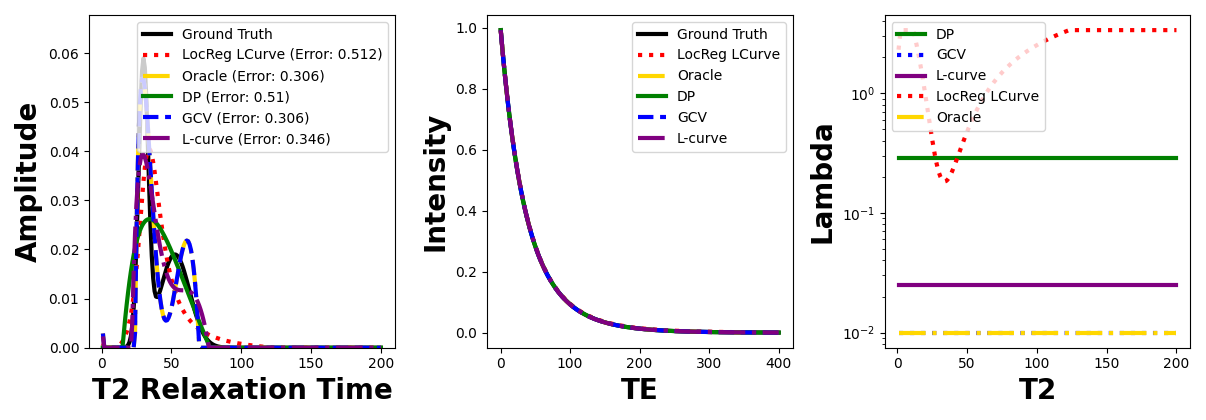 Amplitude
0.06
0.05
0.04
0.03
0.02
0.01
0.00
Ground Truth
LocReg LCurve (Error: 0.512)
Oracle (Error: 0.306)
DP (Error: 0.51)
GCV (Error: 0.306)
L-curve (Error: 0.346)
0 50 100 150 200
T2 Relaxation Time
Intensity
1.0
0.8
0.6
0.4
0.2
0.0
Ground Truth
LocReg LCurve
Oracle
DP
GCV
L-curve
0 100 200 300 400
TE
Lambda
10⁰
10⁻¹
10⁻²
DP
GCV
L-curve
LocReg LCurve
Oracle
0 50 100 150 200
T2